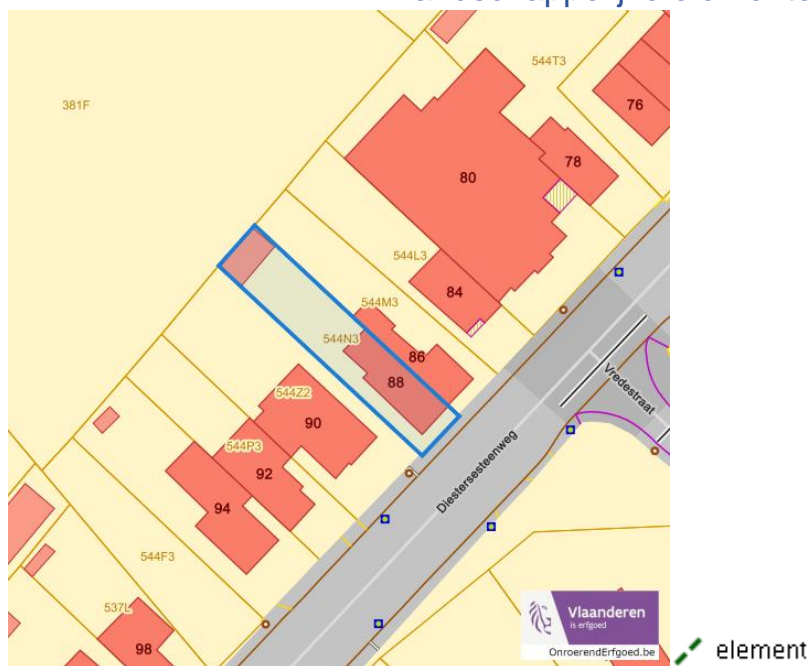 381F
544T3
76
78
80
544L3
84
544M3
544N3
86
88
Vredestraat
544Z2
90
544P3
92
Diestersesteenweg
94
544F3
537L
98
Vlaanderen
is erfgoed
OnroerendErfgoed.be
element